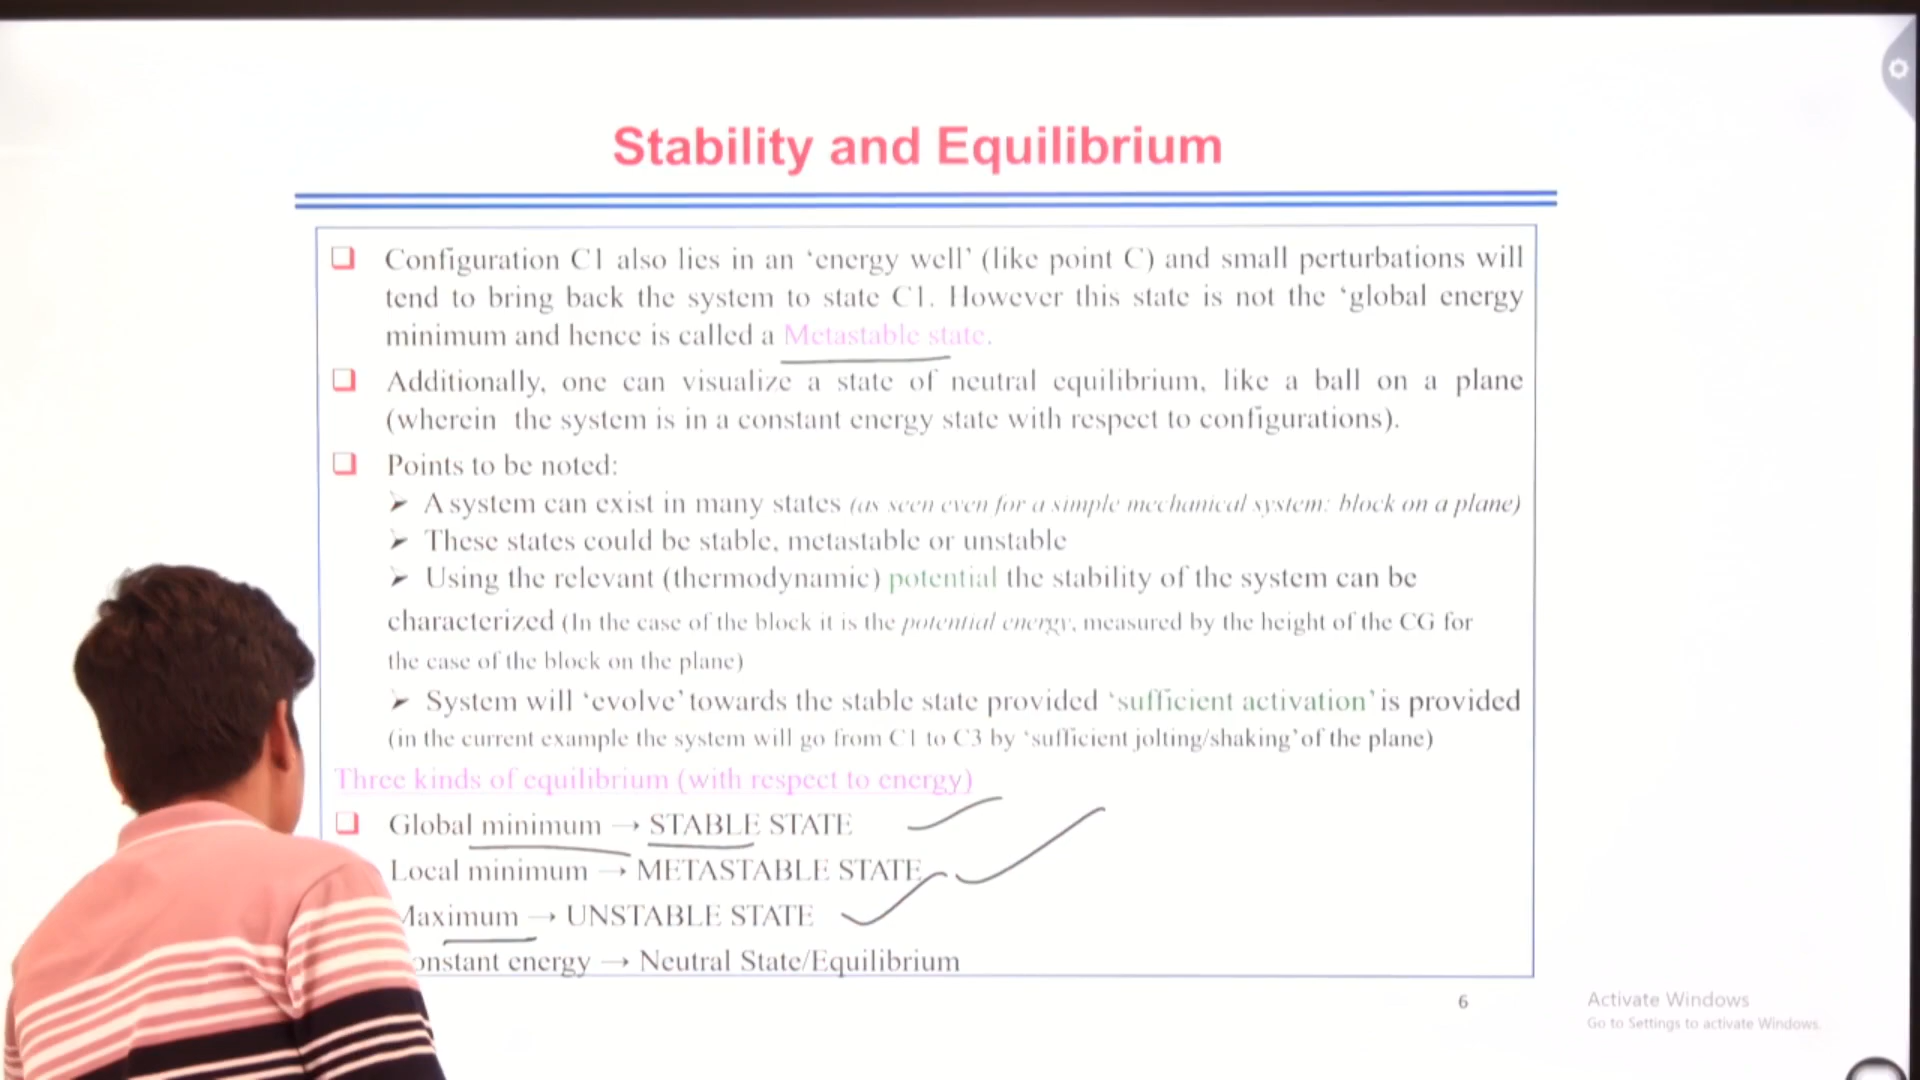 Stability and Equilibrium
Configuration C1 also lies in an ‘energy well’ (like point C) and small perturbations will
tend to bring back the system to state C1. However this state is not the ‘global energy
minimum and hence is called a Metastable state.
Additionally, one can visualize a state of neutral equilibrium, like a ball on a plane
(wherein the system is in a constant energy state with respect to configurations).
Points to be noted:
➤ A system can exist in many states (as seen even for a simple mechanical system: block on a plane)
➤ These states could be stable, metastable or unstable
➤ Using the relevant (thermodynamic) potential the stability of the system can be
characterized (In the case of the block it is the potential energy, measured by the height of the CG for
the case of the block on the plane)
➤ System will ‘evolve’ towards the stable state provided ‘sufficient activation’ is provided
(in the current example the system will go from C1 to C3 by ‘sufficient jolting/shaking’ of the plane)
Three kinds of equilibrium (with respect to energy)
Global minimum → STABLE STATE
Local minimum → METASTABLE STATE
Maximum → UNSTABLE STATE
onstant energy → Neutral State/Equilibrium
6
Activate Windows
Go to Settings to activate Windows.